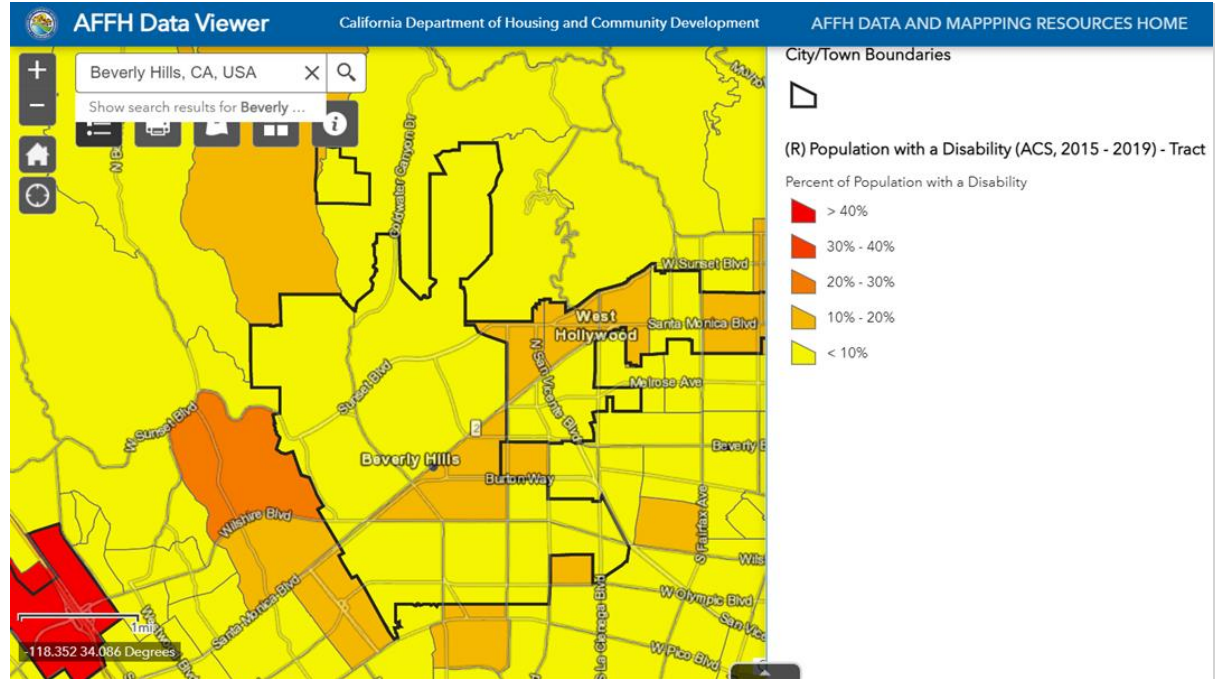 AFFH Data Viewer
California Department of Housing and Community Development
AFFH DATA AND MAPPPING RESOURCES HOME
+
−
Beverly Hills, CA, USA
Show search results for Beverly ...
City/Town Boundaries
(R) Population with a Disability (ACS, 2015 - 2019) - Tract
Percent of Population with a Disability
> 40%
30% - 40%
20% - 30%
10% - 20%
< 10%
Coldwater Canyon Dr
W Sunset Blvd
West
Hollywood
Santa Monica Blvd
N San Vicente Blvd
Melrose Ave
Sunset Blvd
W Sunset Blvd
2
Beverly Hills
Burton Way
Wilshire Blvd
S Fairfax Ave
W Olympic Blvd
Santa Monica Blvd
S La Cienega Blvd
W Pico Blvd
1mi
-118.352 34.086 Degrees